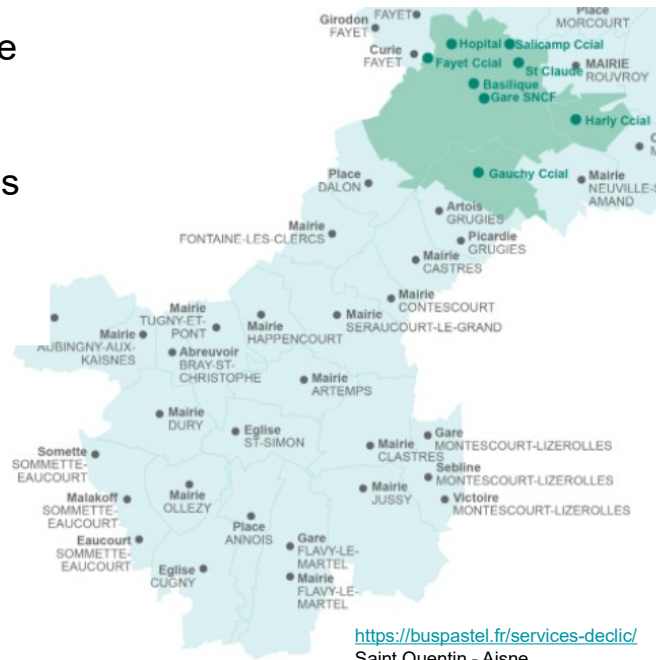 e
s
Girodon
FAYET
FAYET
Curie
FAYET
Place
MORCOURT
Hopital
Salicamp Ccial
Fayet Ccial
St Claude
MAIRIE
ROUVROY
Basilique
Gare SNCF
Harly Ccial
Gauchy Ccial
Mairie
NEUVILLE-S
AMAND
Place
DALON
Artois
GRUGIES
Mairie
FONTAINE-LES-CLERCS
Picardie
GRUGIES
Mairie
CASTRES
Mairie
CONTESCOURT
Mairie
TUGNY-ET-
PONT
Mairie
HAPPENCOURT
Mairie
SERAUCOURT-LE-GRAND
Mairie
AUBINGNY-AUX-
KAISNES
Abreuvoir
BRAY-ST-
CHRISTOPHE
Mairie
ARTEMPS
Mairie
DURY
Eglise
ST-SIMON
Mairie
CLASTRES
Gare
MONTESCOURT-LIZEROLLES
Somette
SOMMETTE-
EAUCOURT
Sebline
MONTESCOURT-LIZEROLLES
Malakoff
SOMMETTE-
EAUCOURT
Mairie
OLLEZY
Mairie
JUSSY
Victoire
MONTESCOURT-LIZEROLLES
Place
ANNOIS
Eaucourt
SOMMETTE-
EAUCOURT
Gare
FLAVY-LE-
MARTEL
Eglise
CUGNY
Mairie
FLAVY-LE-
MARTEL
https://buspastel.fr/services-declic/
Saint Quentin - Aisne